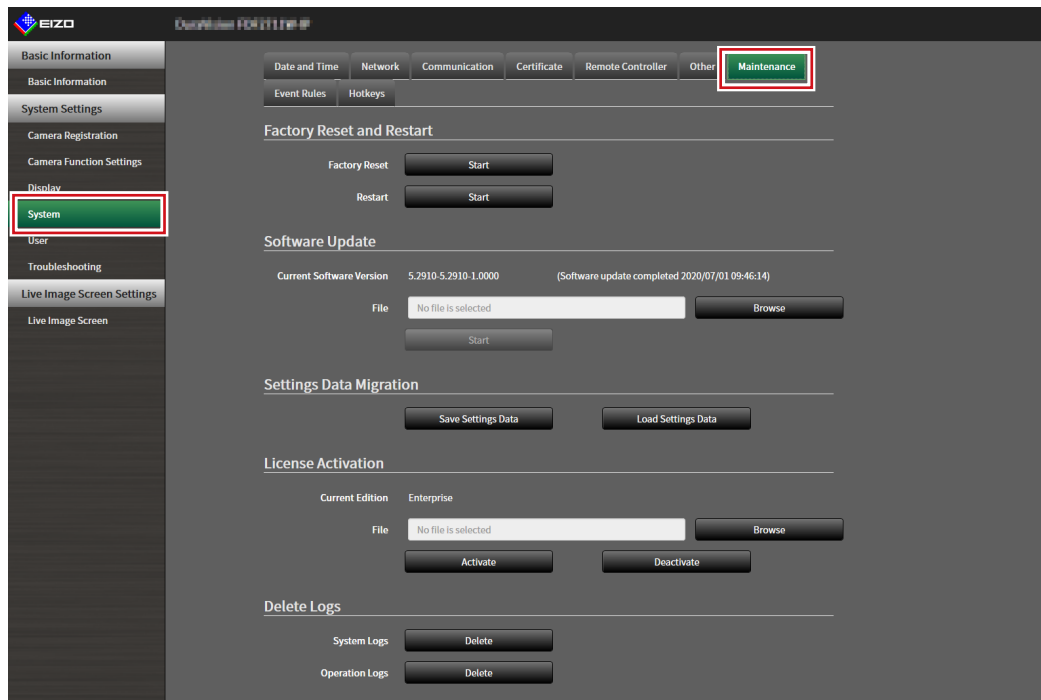 EIZO
Basic Information
Basic Information
System Settings
Camera Registration
Camera Function Settings
Display
System
User
Troubleshooting
Live Image Screen Settings
Live Image Screen
Date and Time Network Communication Certificate Remote Controller Other Maintenance
Event Rules Hotkeys
Factory Reset and Restart
Factory Reset Start
Restart Start
Software Update
Current Software Version 5.2910-5.2910-1.0000 (Software update completed 2020/07/01 09:46:14)
File No file is selected Browse
Start
Settings Data Migration
Save Settings Data Load Settings Data
License Activation
Current Edition Enterprise
File No file is selected Browse
Activate Deactivate
Delete Logs
System Logs Delete
Operation Logs Delete